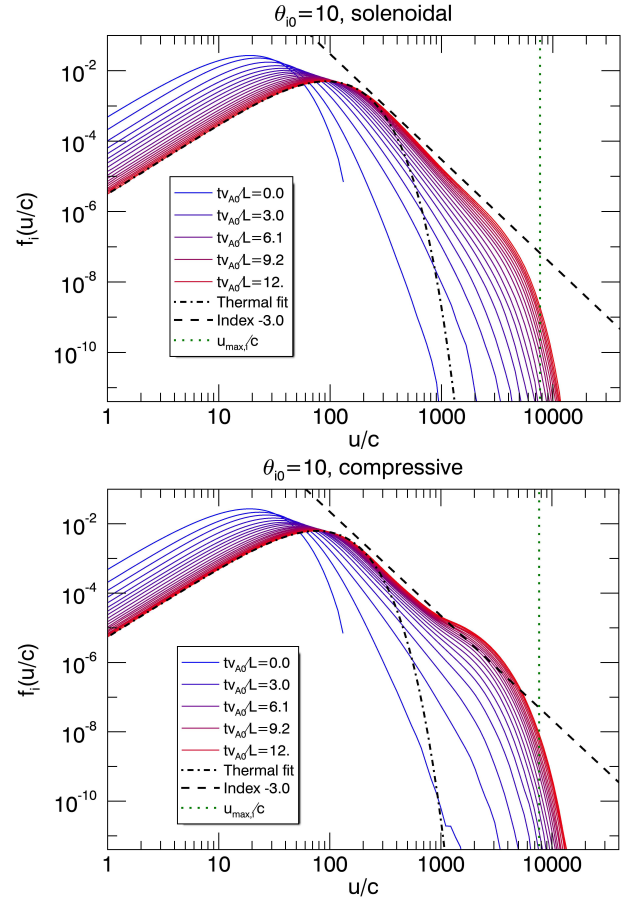 θi0=10, solenoidal
10⁻²
10⁻⁴
10⁻⁶
10⁻⁸
10⁻¹⁰
fi(u/c)
tvA0/L=0.0
tvA0/L=3.0
tvA0/L=6.1
tvA0/L=9.2
tvA0/L=12.
Thermal fit
Index -3.0
umax,i/c
1 10 100 1000 10000
u/c
θi0=10, compressive
10⁻²
10⁻⁴
10⁻⁶
10⁻⁸
10⁻¹⁰
fi(u/c)
tvA0/L=0.0
tvA0/L=3.0
tvA0/L=6.1
tvA0/L=9.2
tvA0/L=12.
Thermal fit
Index -3.0
umax,i/c
1 10 100 1000 10000
u/c